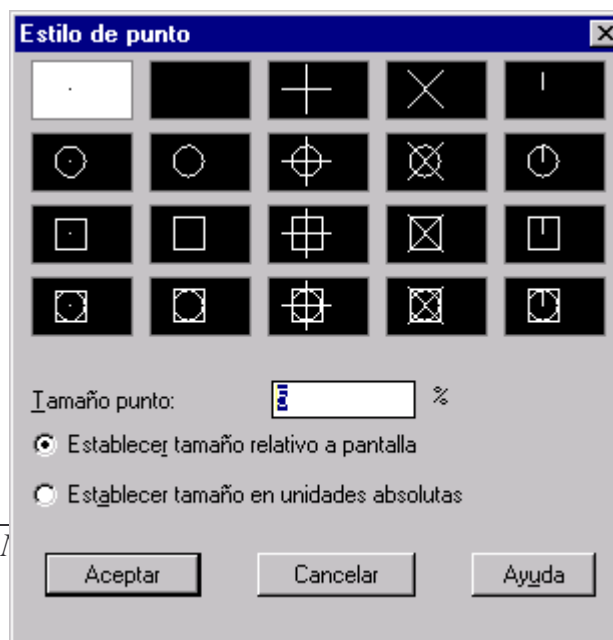 Estilo de punto
Tamaño punto: %
Establecer tamaño relativo a pantalla
Establecer tamaño en unidades absolutas
Aceptar Cancelar Ayuda